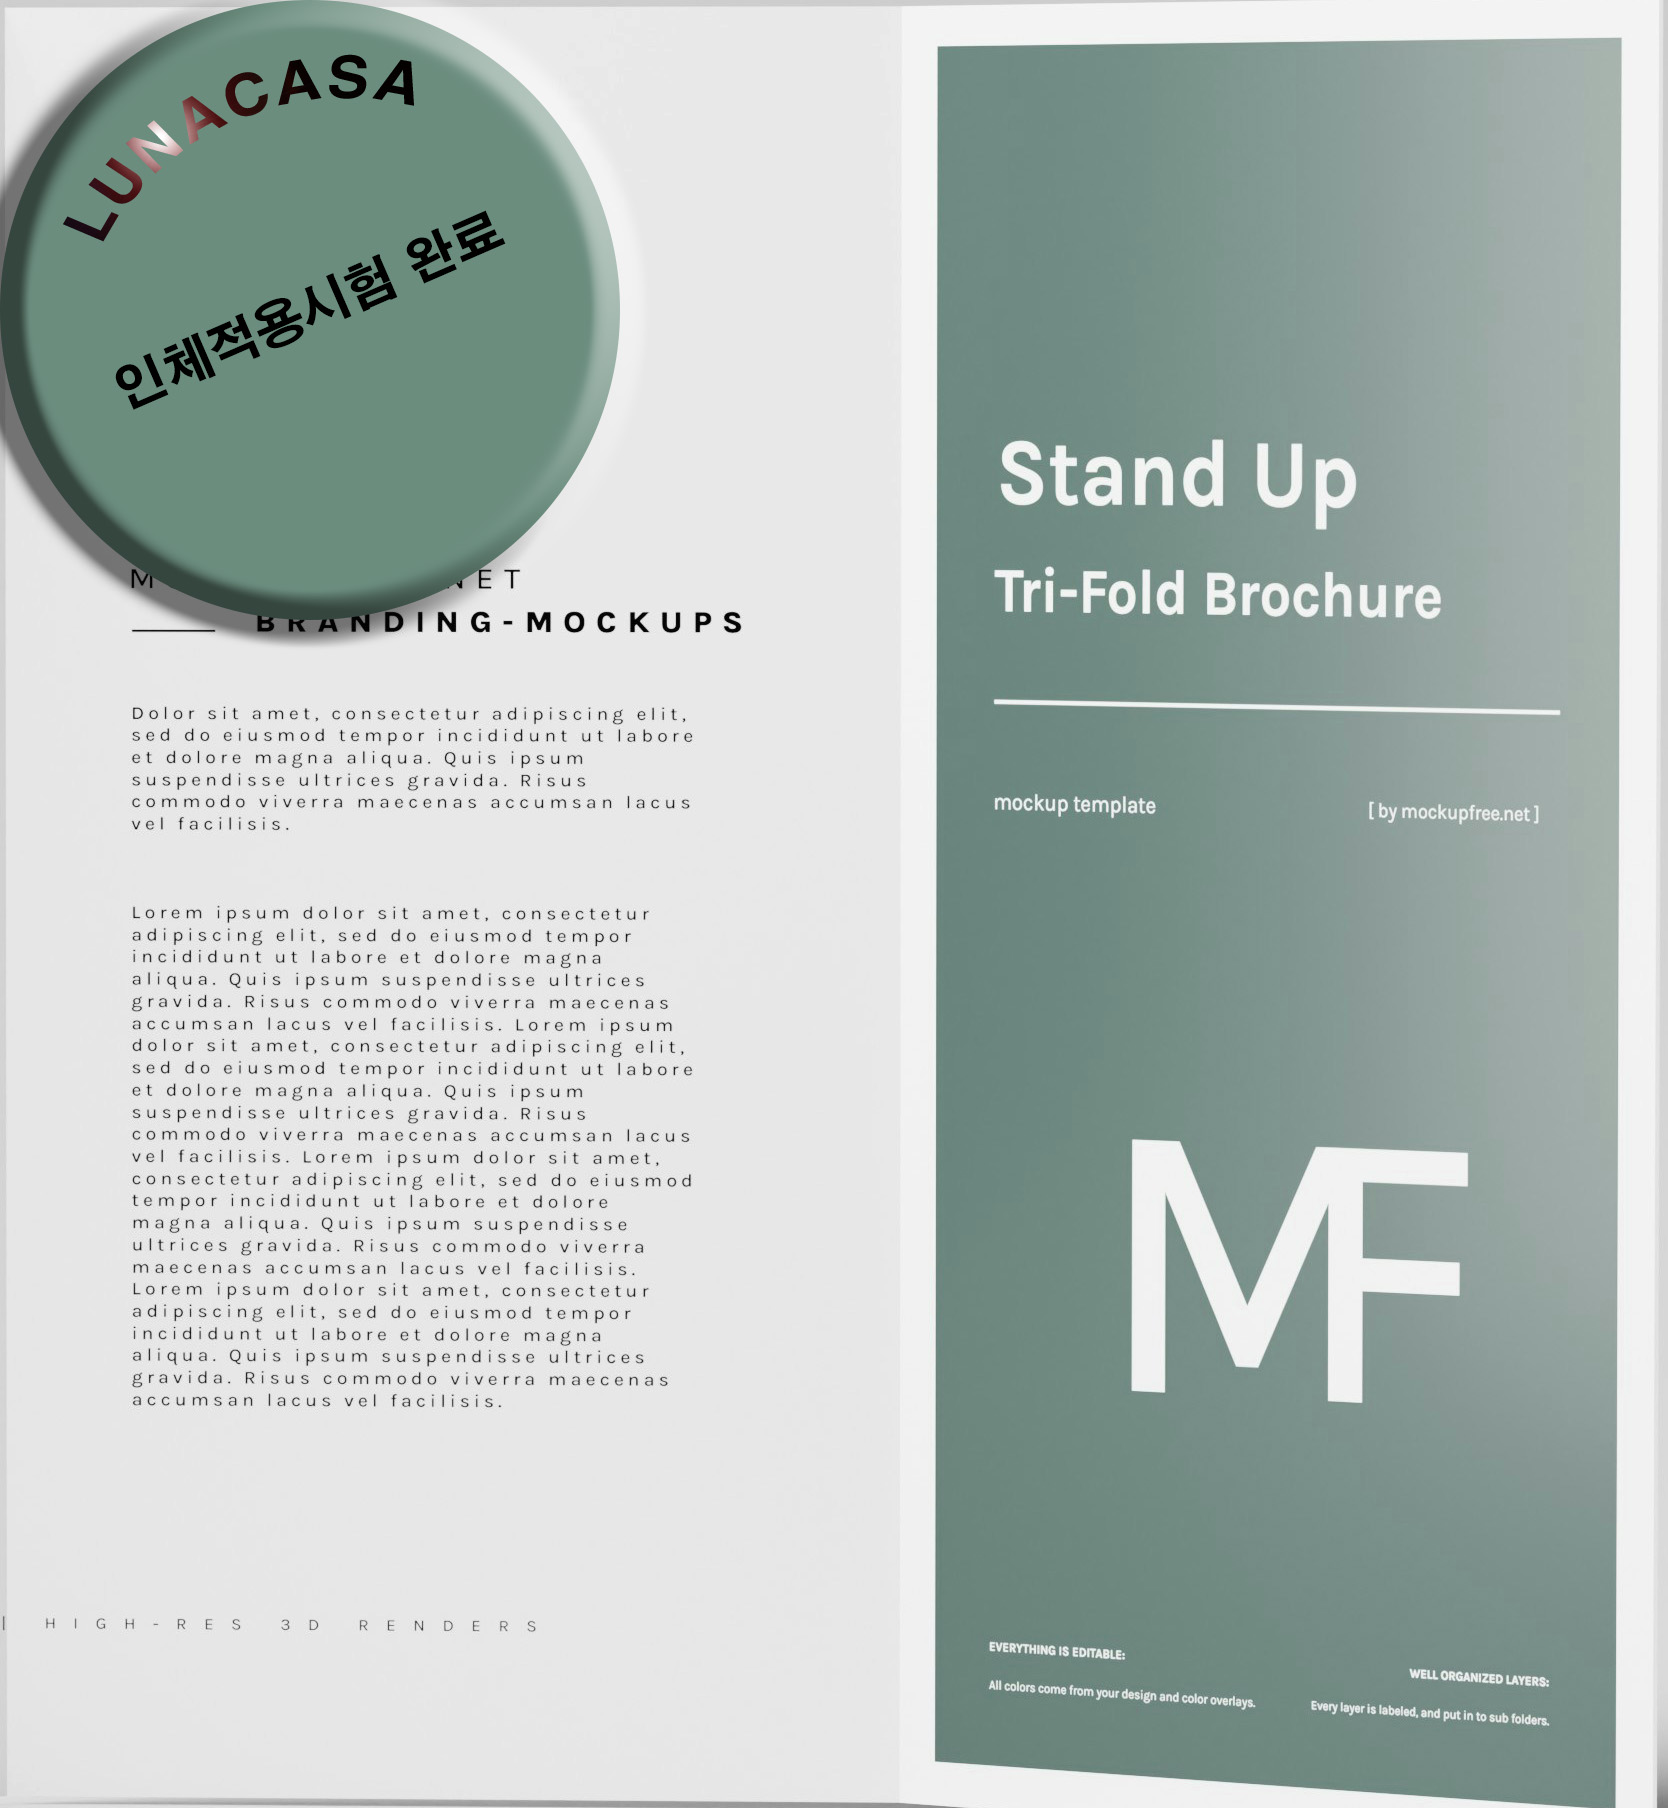 LUNACASA
인체적용시험 완료
BRANDING-MOCKUPS
Dolor sit amet, consectetur adipiscing elit,
sed do eiusmod tempor incididunt ut labore
et dolore magna aliqua. Quis ipsum
suspendisse ultrices gravida. Risus
commodo viverra maecenas accumsan lacus
vel facilisis.
Lorem ipsum dolor sit amet, consectetur
adipiscing elit, sed do eiusmod tempor
incididunt ut labore et dolore magna
aliqua. Quis ipsum suspendisse ultrices
gravida. Risus commodo viverra maecenas
accumsan lacus vel facilisis. Lorem ipsum
dolor sit amet, consectetur adipiscing elit,
sed do eiusmod tempor incididunt ut labore
et dolore magna aliqua. Quis ipsum
suspendisse ultrices gravida. Risus
commodo viverra maecenas accumsan lacus
vel facilisis. Lorem ipsum dolor sit amet,
consectetur adipiscing elit, sed do eiusmod
tempor incididunt ut labore et dolore
magna aliqua. Quis ipsum suspendisse
ultrices gravida. Risus commodo viverra
maecenas accumsan lacus vel facilisis.
Lorem ipsum dolor sit amet, consectetur
adipiscing elit, sed do eiusmod tempor
incididunt ut labore et dolore magna
aliqua. Quis ipsum suspendisse ultrices
gravida. Risus commodo viverra maecenas
accumsan lacus vel facilisis.
| HIGH-RES 3D RENDERS
Stand Up
Tri-Fold Brochure
mockup template
[ by mockupfree.net ]
MF
EVERYTHING IS EDITABLE:
All colors come from your design and color overlays.
WELL ORGANIZED LAYERS:
Every layer is labeled, and put in to sub folders.